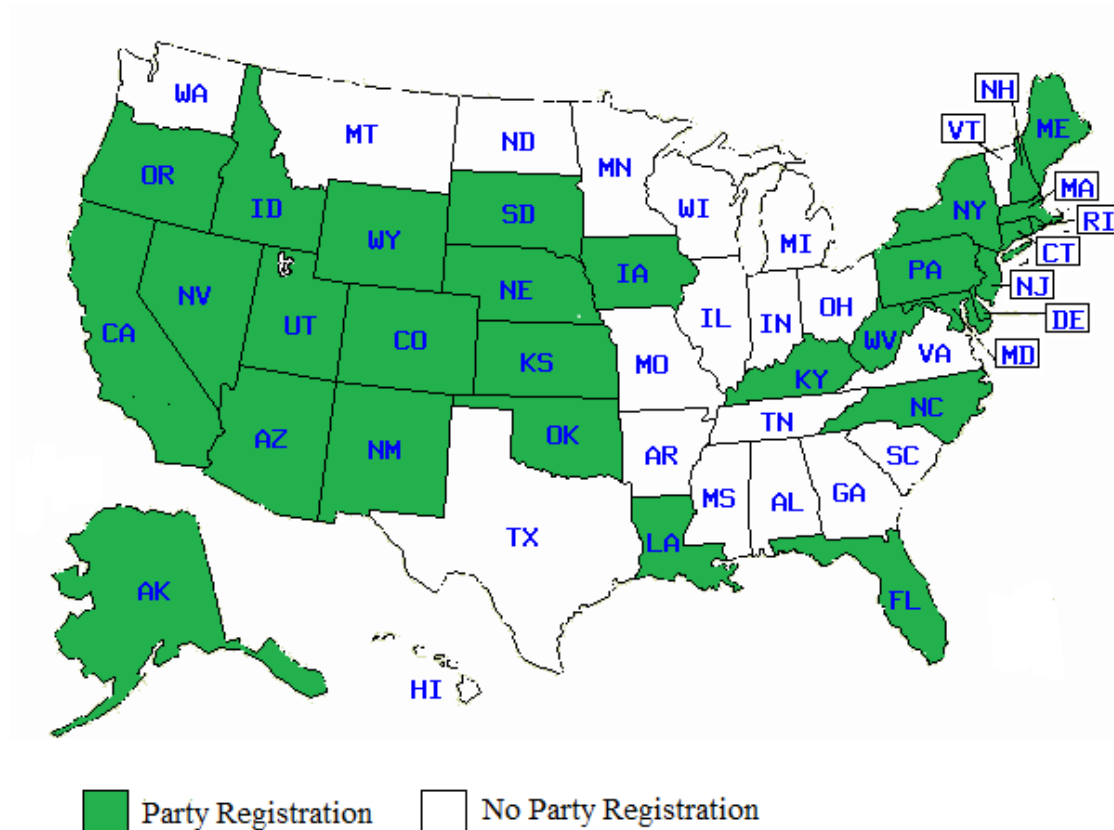 WA
MT
ND
MN
NH
VT
ME
OR
ID
SD
WI
MA
NY
RI
WY
MI
CT
IA
PA
NV
NE
NJ
UT
CO
IL
IN
OH
DE
CA
WV
MD
VA
KS
MO
KY
NC
AZ
NM
OK
TN
AR
SC
MS
AL
GA
TX
LA
AK
FL
HI
Party Registration
No Party Registration